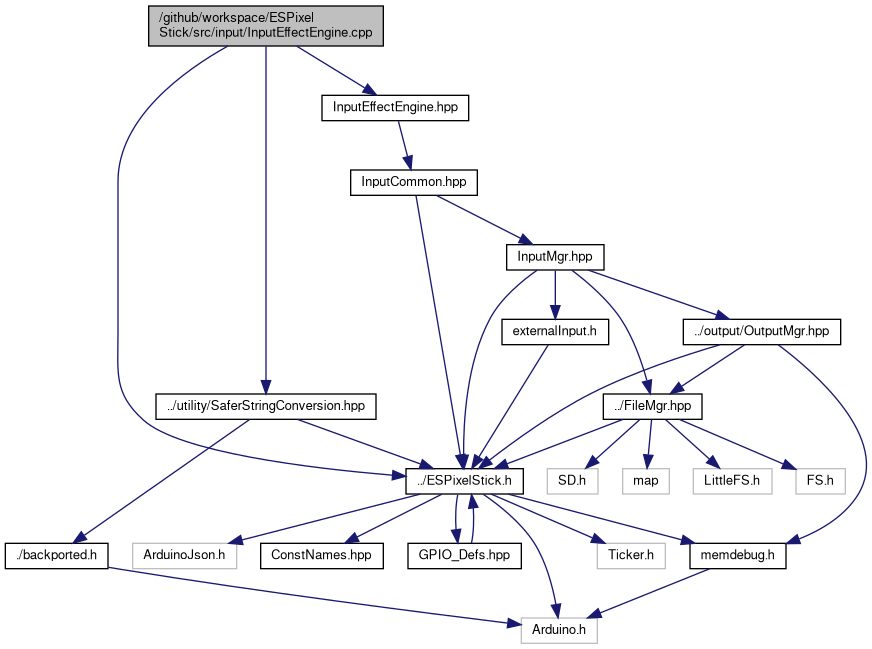 /github/workspace/ESPixel
Stick/src/input/InputEffectEngine.cpp
InputEffectEngine.hpp
InputCommon.hpp
InputMgr.hpp
externalInput.h
../output/OutputMgr.hpp
../utility/SaferStringConversion.hpp
../FileMgr.hpp
../ESPixelStick.h
SD.h
map
LittleFS.h
FS.h
./backported.h
ArduinoJson.h
ConstNames.hpp
GPIO_Defs.hpp
Ticker.h
memdebug.h
Arduino.h